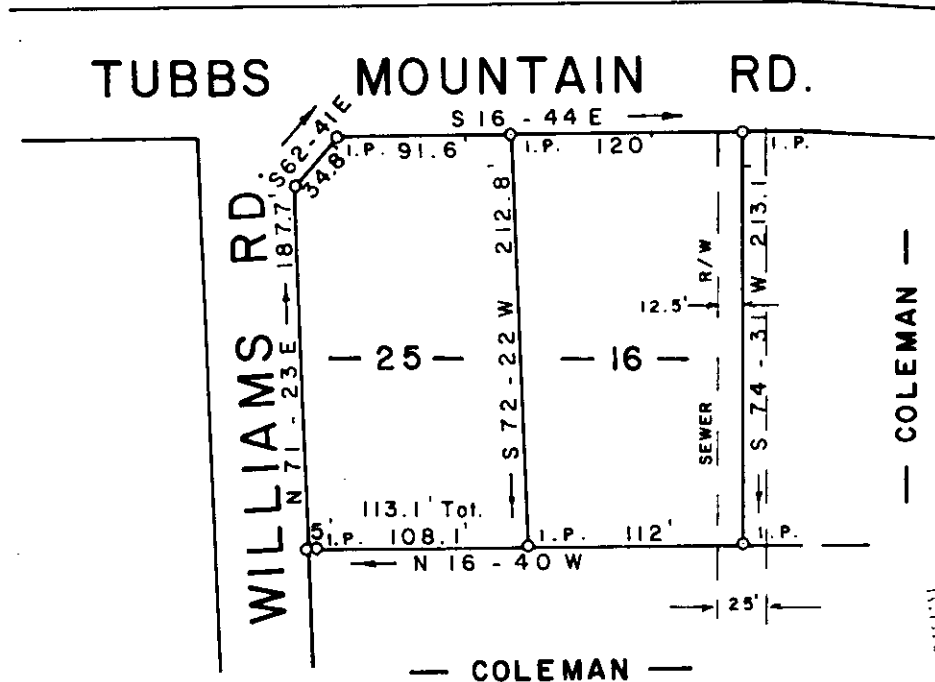 TUBBS MOUNTAIN RD.
S 16 - 44 E
S 62 - 41 E
34.8'
I.P. 91.6' I.P. 120' I.P.
WILLIAMS RD.
N 71 - 23 E 187.7'
S 72 - 22 W 212.8'
SEWER R/W
12.5'
S 74 - 31 W 213.1
— 25 —
— 16 —
— COLEMAN —
113.1' Tot.
5' I.P. 108.1' I.P. 112' I.P.
N 16 - 40 W
25'
— COLEMAN —